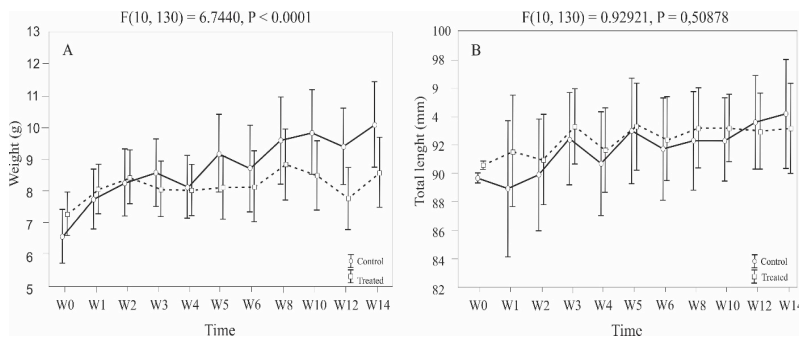 F(10, 130) = 6.7440, P < 0.0001
A
Weight (g)
13
12
11
10
9
8
7
6
5
Control
Treated
W0 W1 W2 W3 W4 W5 W6 W8 W10 W12 W14
Time
F(10, 130) = 0.92921, P = 0,50878
B
Total lenght (mm)
100
98
9
4
92
90
88
86
84
82
Control
Treated
W0 W1 W2 W3 W4 W5 W6 W8 W10 W12 W14
Time